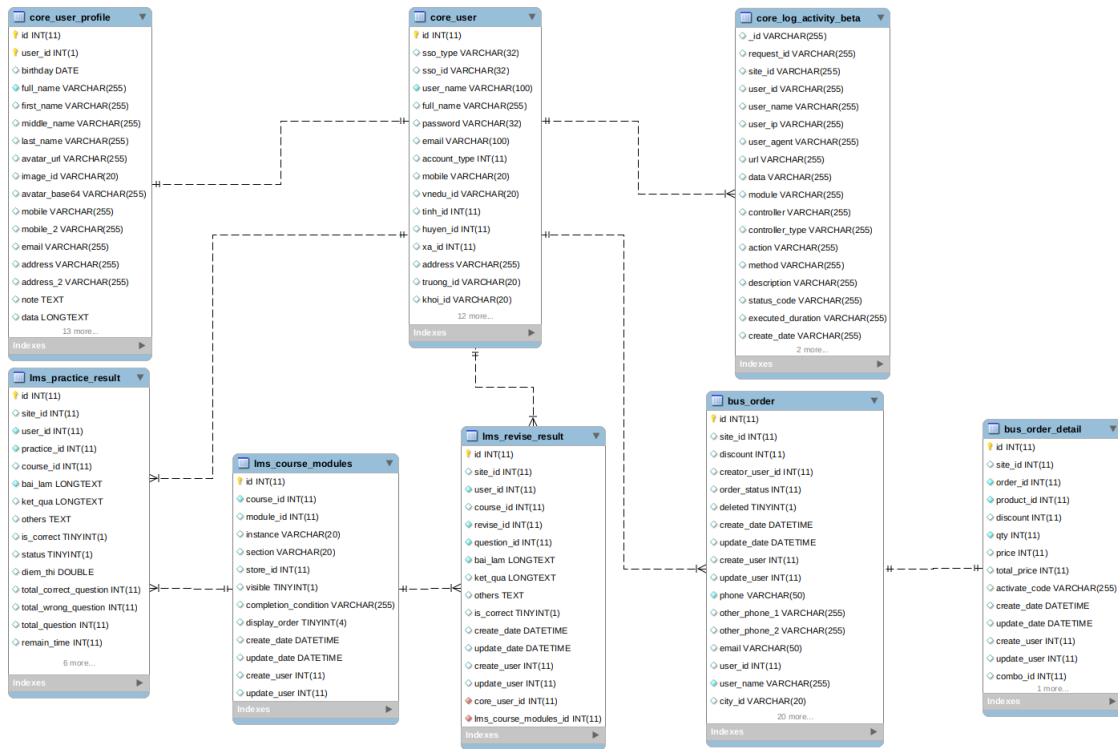 core_user_profile
id INT(11)
user_id INT(1)
birthday DATE
full_name VARCHAR(255)
first_name VARCHAR(255)
middle_name VARCHAR(255)
last_name VARCHAR(255)
avatar_url VARCHAR(255)
image_id VARCHAR(20)
avatar_base64 VARCHAR(255)
mobile VARCHAR(255)
mobile_2 VARCHAR(255)
email VARCHAR(255)
address VARCHAR(255)
address_2 VARCHAR(255)
note TEXT
data LONGTEXT
13 more...
Indexes
core_user
id INT(11)
sso_type VARCHAR(32)
sso_id VARCHAR(32)
user_name VARCHAR(100)
full_name VARCHAR(255)
password VARCHAR(32)
email VARCHAR(100)
account_type INT(11)
mobile VARCHAR(20)
vnedu_id VARCHAR(20)
tinh_id INT(11)
huyen_id INT(11)
xa_id INT(11)
address VARCHAR(255)
truong_id VARCHAR(20)
khoi_id VARCHAR(20)
12 more...
Indexes
core_log_activity_beta
_id VARCHAR(255)
request_id VARCHAR(255)
site_id VARCHAR(255)
user_id VARCHAR(255)
user_name VARCHAR(255)
user_ip VARCHAR(255)
user_agent VARCHAR(255)
url VARCHAR(255)
data VARCHAR(255)
module VARCHAR(255)
controller VARCHAR(255)
controller_type VARCHAR(255)
action VARCHAR(255)
method VARCHAR(255)
description VARCHAR(255)
status_code VARCHAR(255)
executed_duration VARCHAR(255)
create_date VARCHAR(255)
2 more...
Indexes
lms_practice_result
id INT(11)
site_id INT(11)
user_id INT(11)
practice_id INT(11)
course_id INT(11)
bai_lam LONGTEXT
ket_qua LONGTEXT
others TEXT
is_correct TINYINT(1)
status TINYINT(1)
diem_thi DOUBLE
total_correct_question INT(11)
total_wrong_question INT(11)
total_question INT(11)
remain_time INT(11)
6 more...
Indexes
lms_course_modules
id INT(11)
course_id INT(11)
module_id INT(11)
instance VARCHAR(20)
section VARCHAR(20)
store_id INT(11)
visible TINYINT(1)
completion_condition VARCHAR(255)
display_order TINYINT(4)
create_date DATETIME
update_date DATETIME
create_user INT(11)
update_user INT(11)
Indexes
lms_revise_result
id INT(11)
site_id INT(11)
user_id INT(11)
course_id INT(11)
revise_id INT(11)
question_id INT(11)
bai_lam LONGTEXT
ket_qua LONGTEXT
others TEXT
is_correct TINYINT(1)
create_date DATETIME
update_date DATETIME
create_user INT(11)
update_user INT(11)
core_user_id INT(11)
lms_course_modules_id INT(11)
Indexes
bus_order
id INT(11)
site_id INT(11)
discount INT(11)
creator_user_id INT(11)
order_status INT(11)
deleted TINYINT(1)
create_date DATETIME
update_date DATETIME
create_user INT(11)
update_user INT(11)
phone VARCHAR(50)
other_phone_1 VARCHAR(255)
other_phone_2 VARCHAR(255)
email VARCHAR(50)
user_id INT(11)
user_name VARCHAR(255)
city_id VARCHAR(20)
20 more...
Indexes
bus_order_detail
id INT(11)
site_id INT(11)
order_id INT(11)
product_id INT(11)
discount INT(11)
qty INT(11)
price INT(11)
total_price INT(11)
activate_code VARCHAR(255)
create_date DATETIME
update_date DATETIME
create_user INT(11)
update_user INT(11)
combo_id INT(11)
1 more...
Indexes